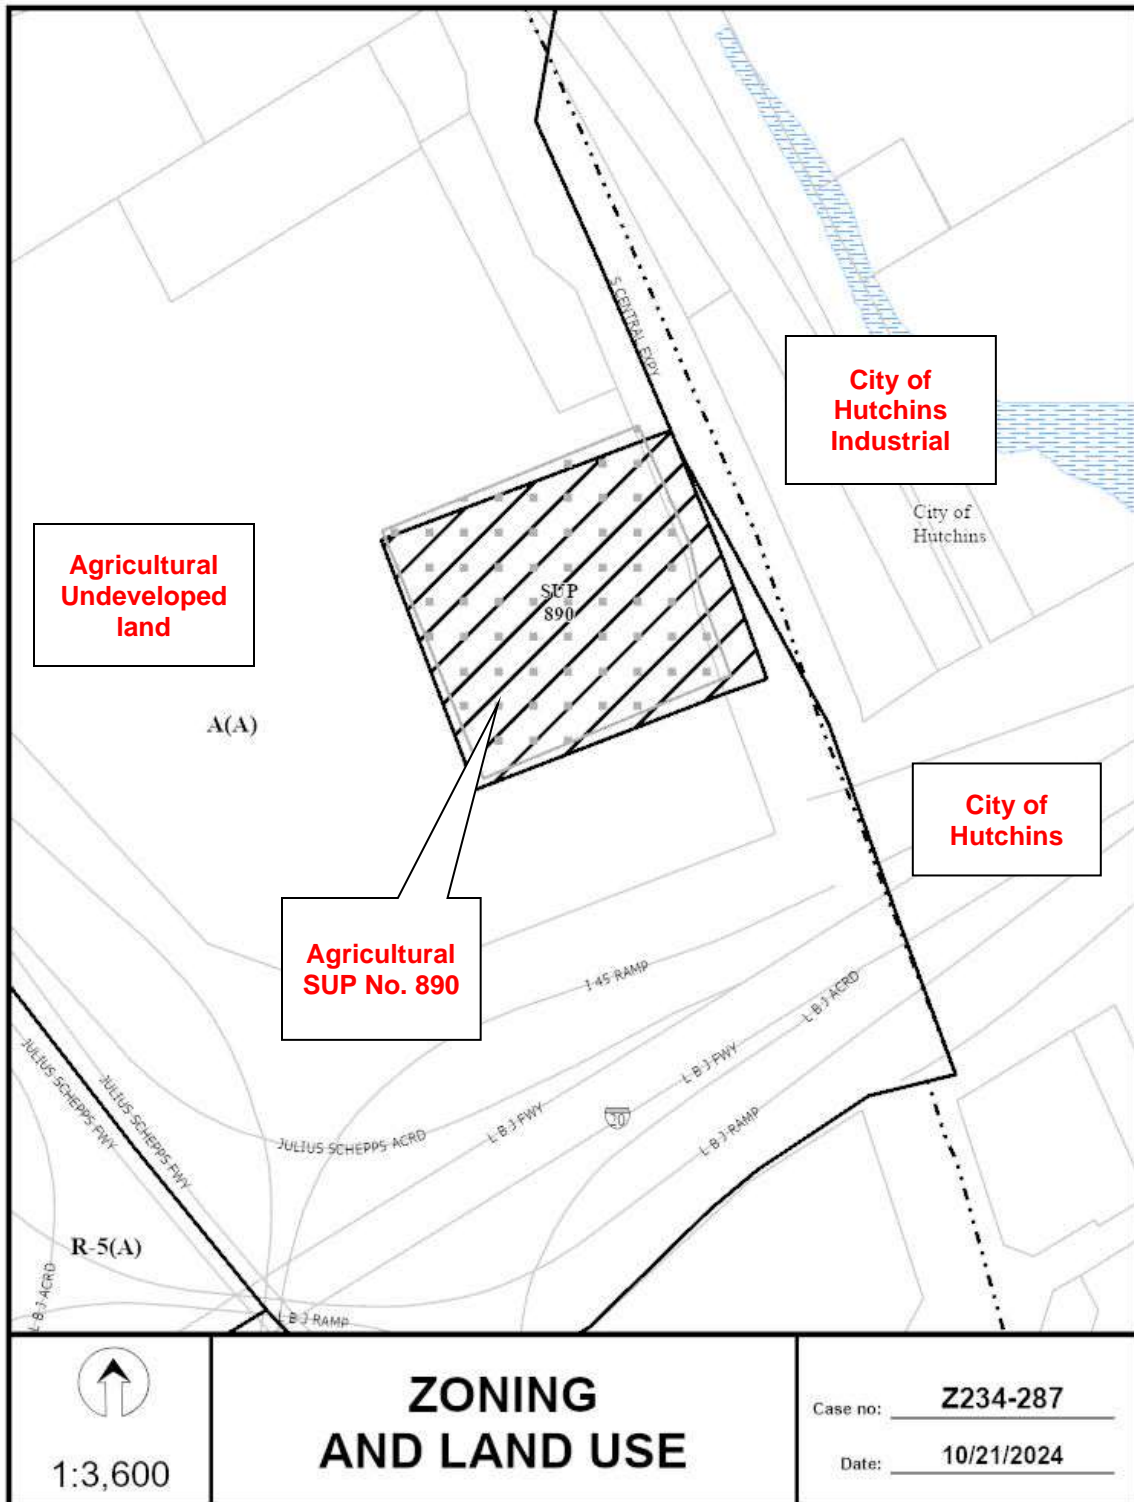 S CENTRAL EXPY
City of
Hutchins
Industrial
City of
Hutchins
Agricultural
Undeveloped
land
SUP
890
A(A)
City of
Hutchins
Agricultural
SUP No. 890
I 45 RAMP
L B J ACRD
L B J FWY
L B J FWY
20
L B J RAMP
JULIUS SCHEPPS FWY
JULIUS SCHEPPS FWY
JULIUS SCHEPPS ACRD
R-5(A)
L B J ACRD
L B J RAMP
1:3,600
ZONING
AND LAND USE
Case no: Z234-287
Date: 10/21/2024